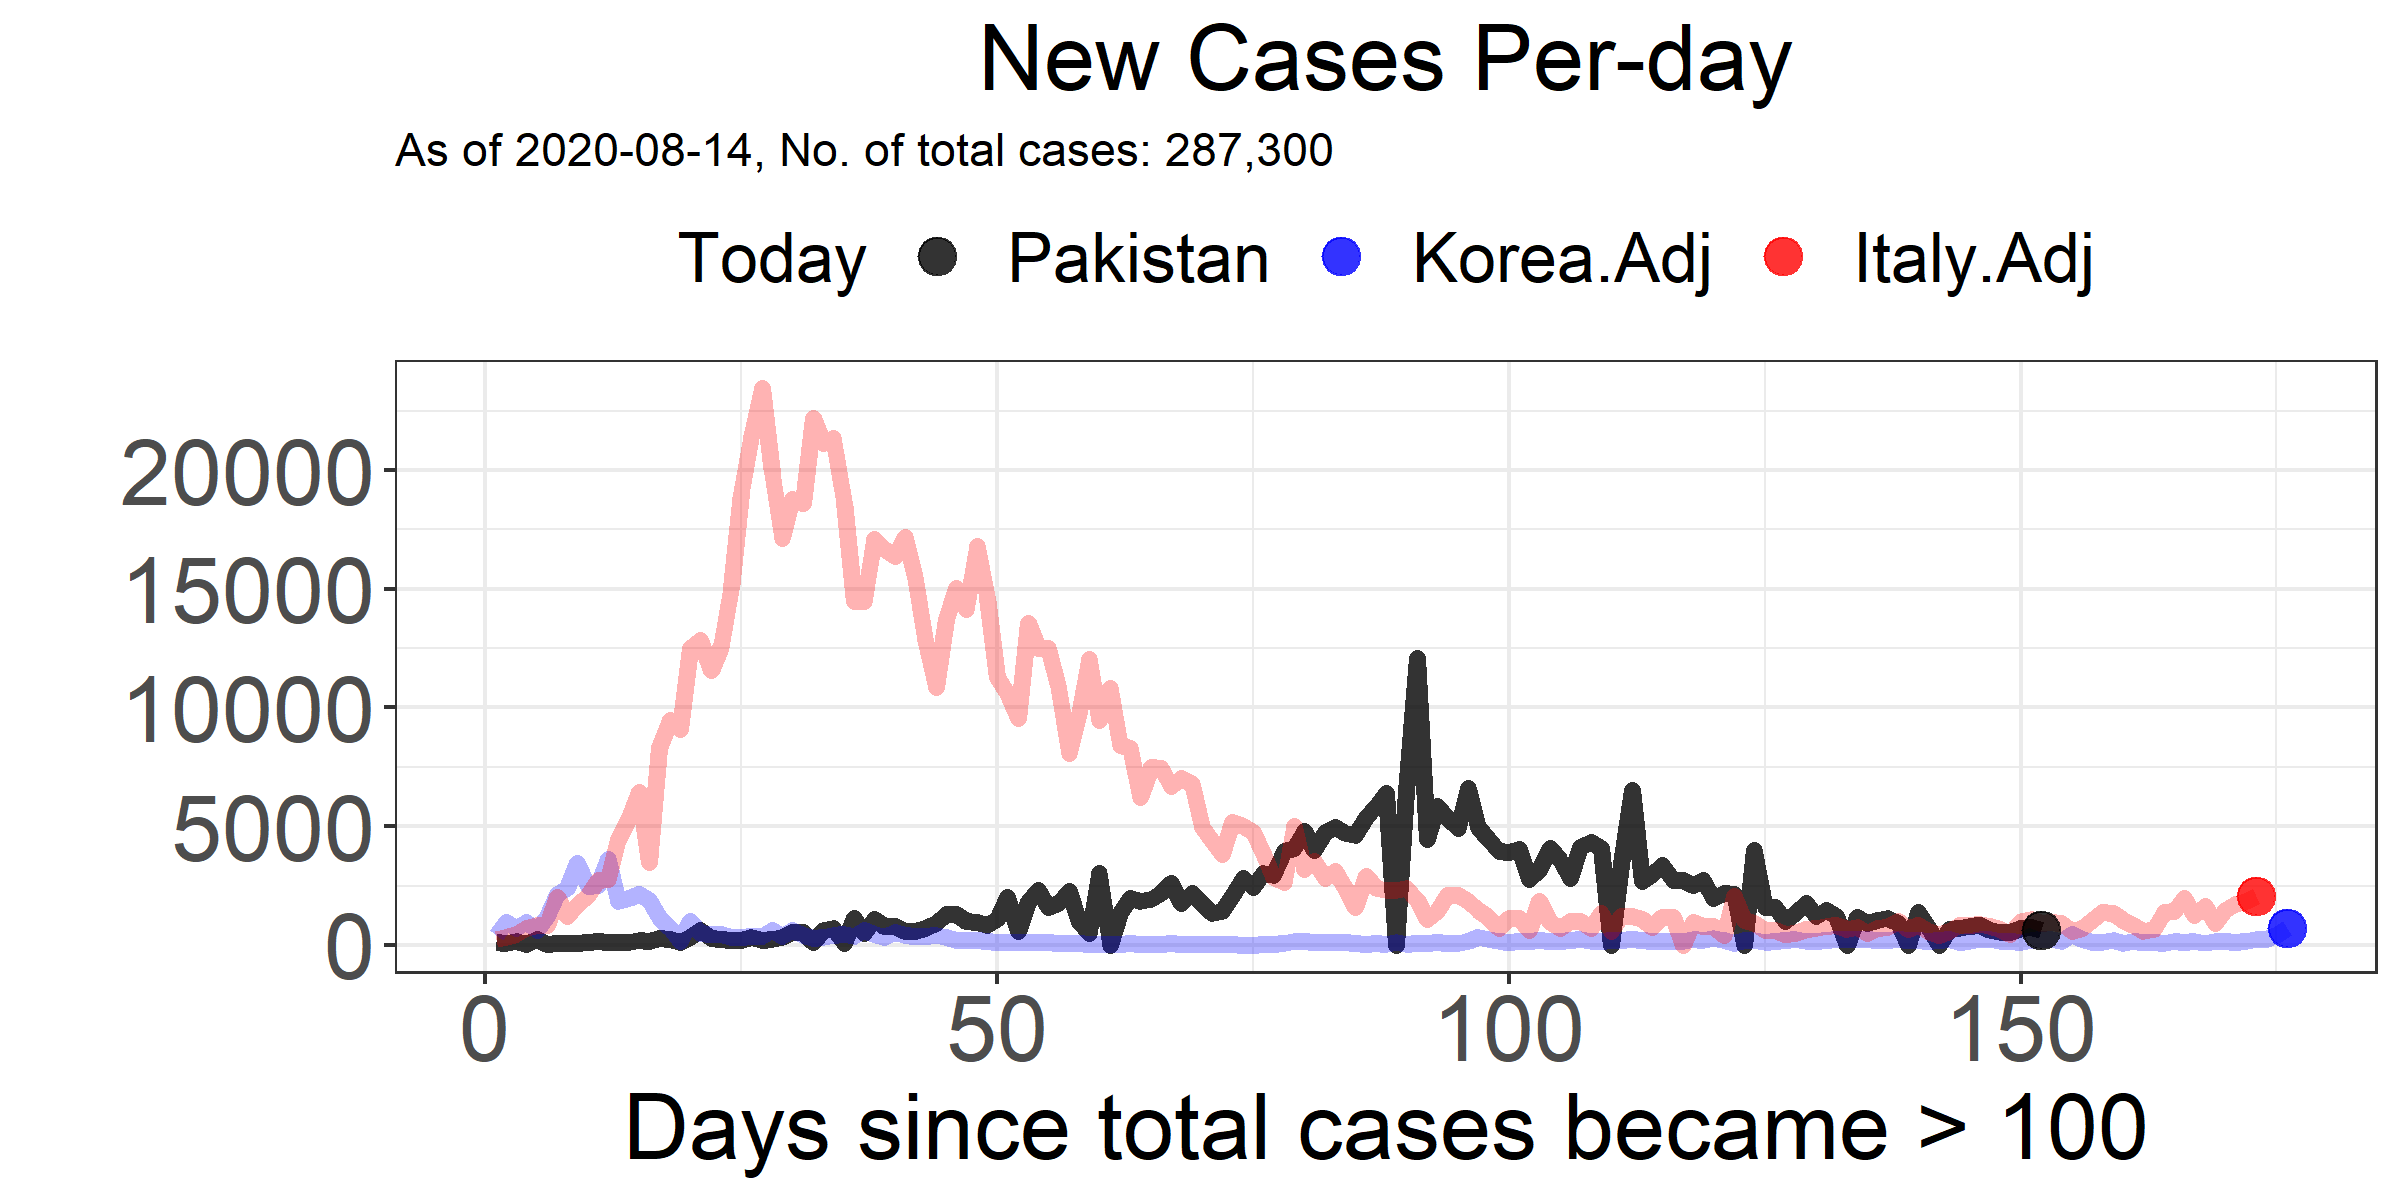 New Cases Per-day
As of 2020-08-14, No. of total cases: 287,300
Today Pakistan Korea.Adj Italy.Adj
20000
15000
10000
5000
0
0 50 100 150
Days since total cases became > 100